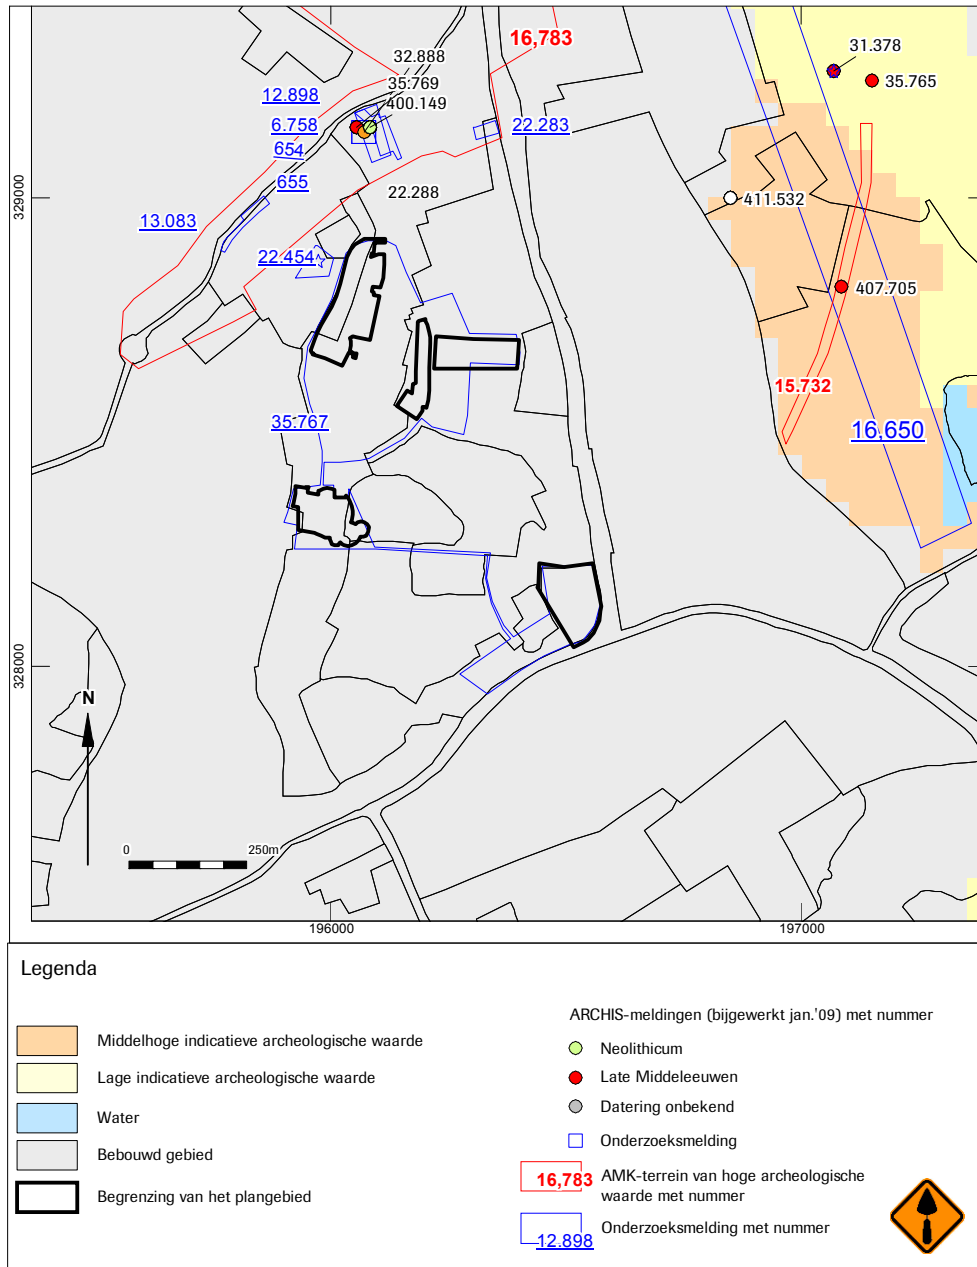 16,783
32.888
31.378
35.769
35.765
12.898
400.149
6.758
22.283
654
655
22.288
329000
411.532
13.083
22.454
407.705
15.732
35.767
16.650
328000
N
0
250m
196000
197000
Legenda
Middelhoge indicatieve archeologische waarde
Lage indicatieve archeologische waarde
Water
Bebouwd gebied
Begrenzing van het plangebied
ARCHIS-meldingen (bijgewerkt jan.'09) met nummer
Neolithicum
Late Middeleeuwen
Datering onbekend
Onderzoeksmelding
16,783
AMK-terrein van hoge archeologische
waarde met nummer
12.898
Onderzoeksmelding met nummer